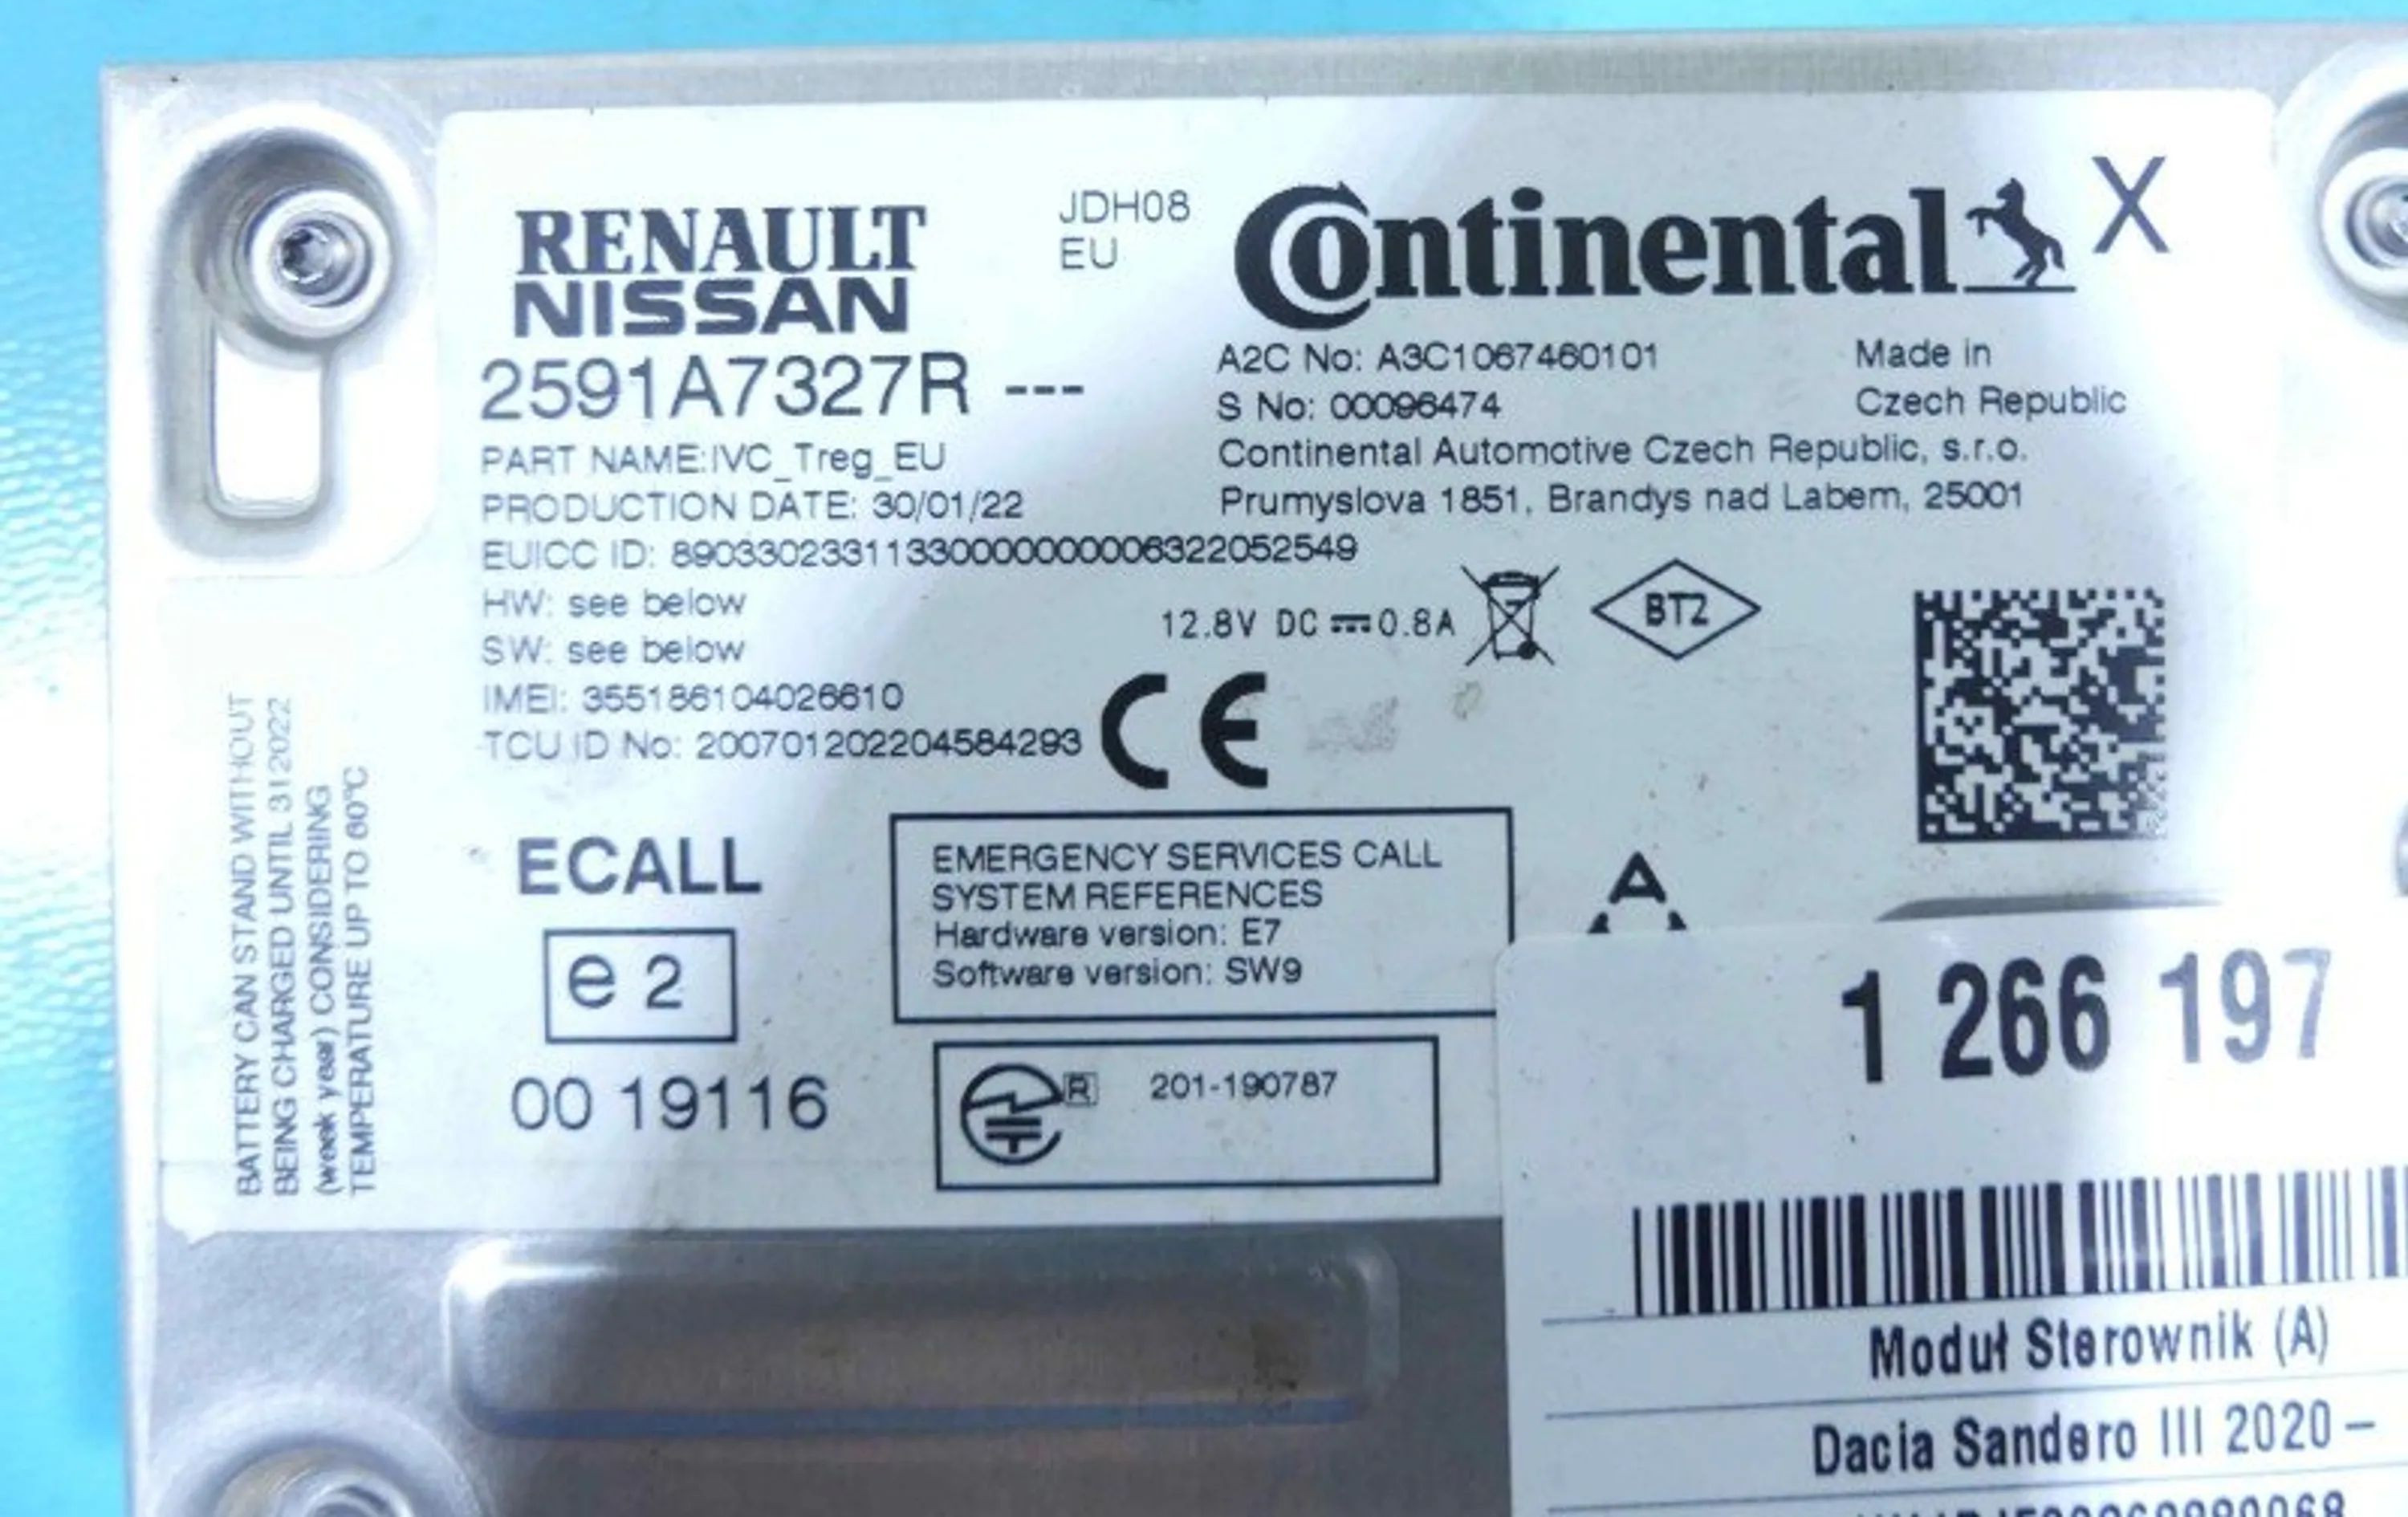 RENAULT
NISSAN
JDH08
EU
Continental
X
2591A7327R ---
PART NAME:IVC_Treg_EU
PRODUCTION DATE: 30/01/22
A2C No: A3C1067460101
S No: 00096474
Made in
Czech Republic
Continental Automotive Czech Republic, s.r.o.
Prumyslova 1851, Brandys nad Labem, 25001
EUICC ID: 89033023311330000000006322052549
HW: see below
SW: see below
IMEI: 355186104026610
TCU ID No: 200701202204584293
12.8V DC 0.8A
BT2
CE
ECALL
e 2
00 19116
EMERGENCY SERVICES CALL
SYSTEM REFERENCES
Hardware version: E7
Software version: SW9
A
R 201-190787
BATTERY CAN STAND WITHOUT
BEING CHARGED UNTIL 312022
(week year) CONSIDERING
TEMPERATURE UP TO 60°C
1 266 197
Moduł Sterownik (A)
Dacia Sandero III 2020 –